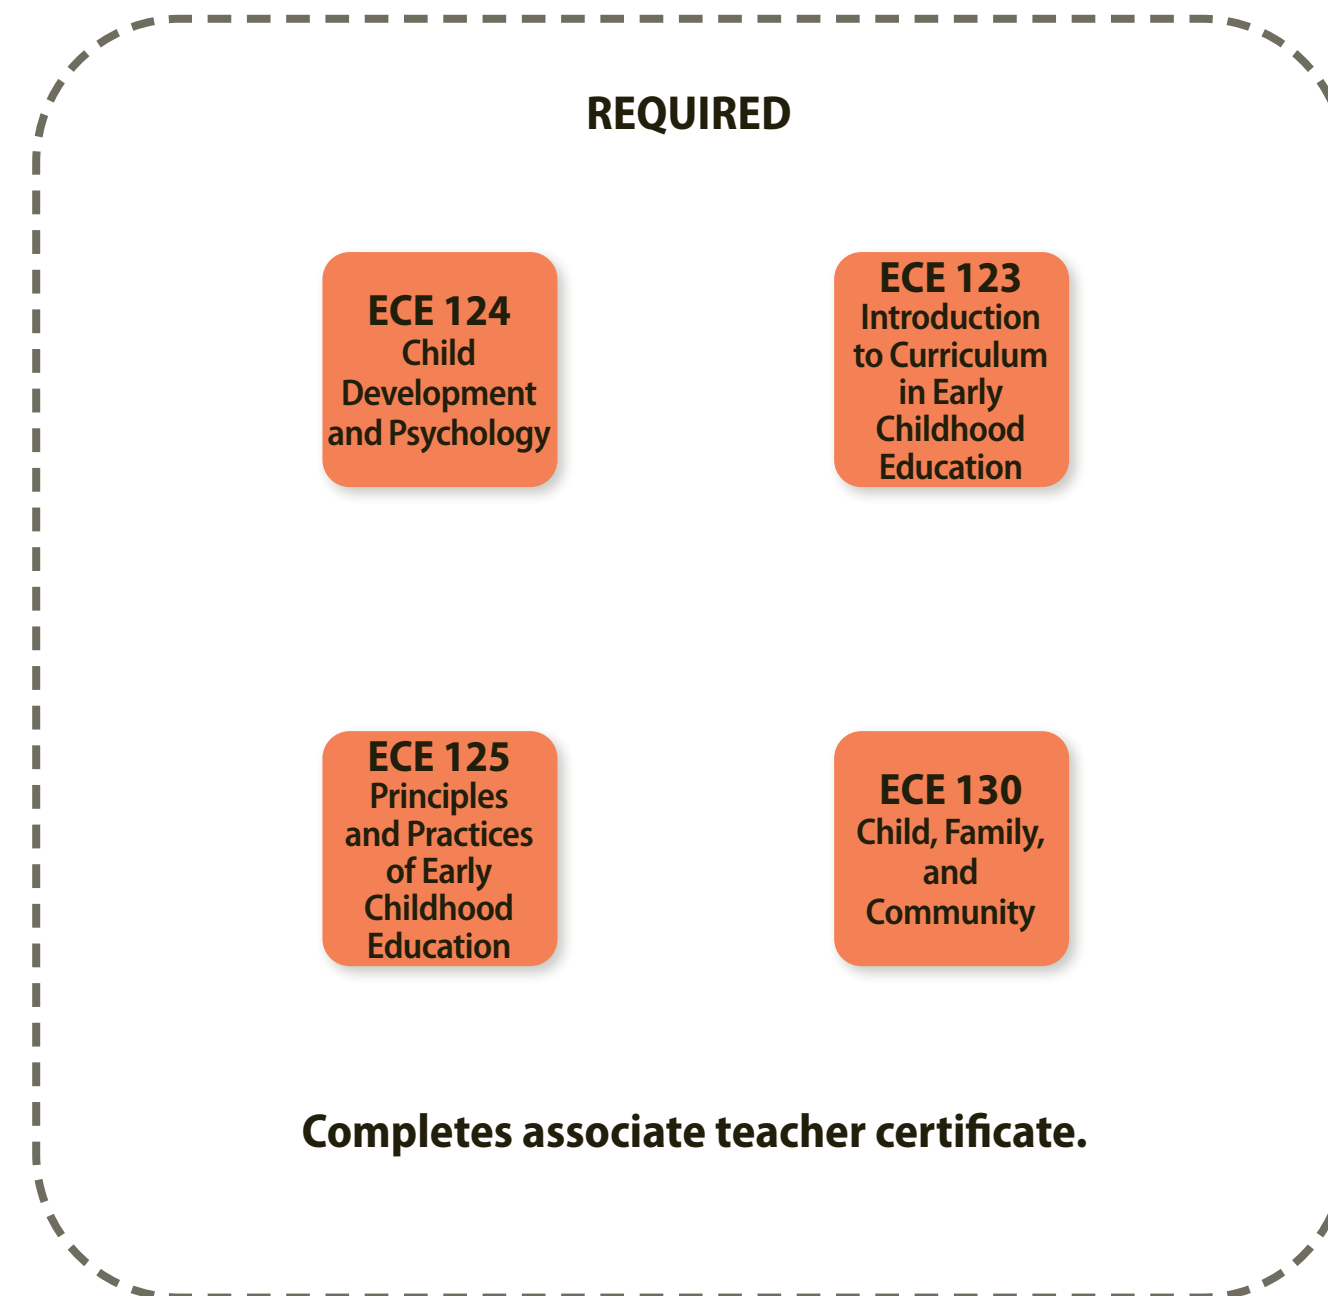 REQUIRED
ECE 124
Child
Development
and Psychology
ECE 123
Introduction
to Curriculum
in Early
Childhood
Education
ECE 125
Principles
and Practices
of Early
Childhood
Education
ECE 130
Child, Family,
and
Community
Completes associate teacher certificate.